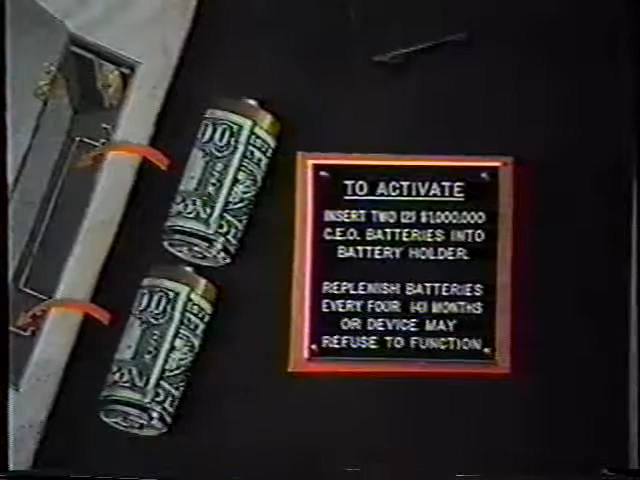 TO ACTIVATE
INSERT TWO (2) $1,000,000
C.E.O. BATTERIES INTO
BATTERY HOLDER.
REPLENISH BATTERIES
EVERY FOUR (4) MONTHS
OR DEVICE MAY
REFUSE TO FUNCTION.